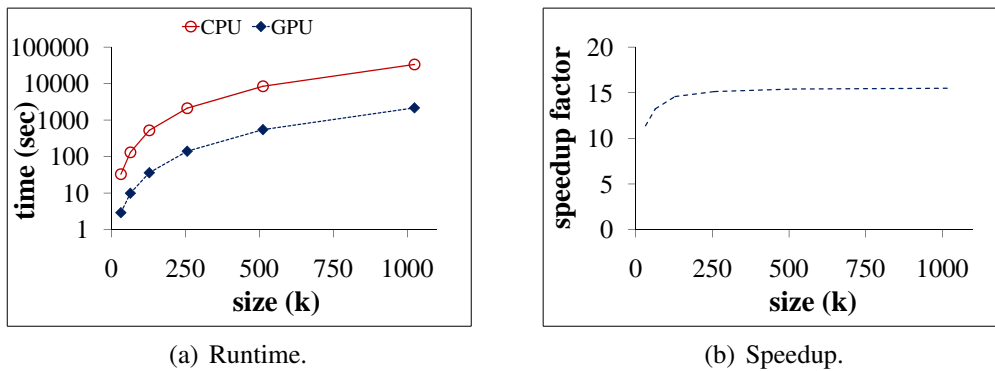 CPU GPU
100000
10000
1000
100
10
1
time (sec)
0 250 500 750 1000
size (k)
(a) Runtime.
20
15
10
5
0
speedup factor
0 250 500 750 1000
size (k)
(b) Speedup.